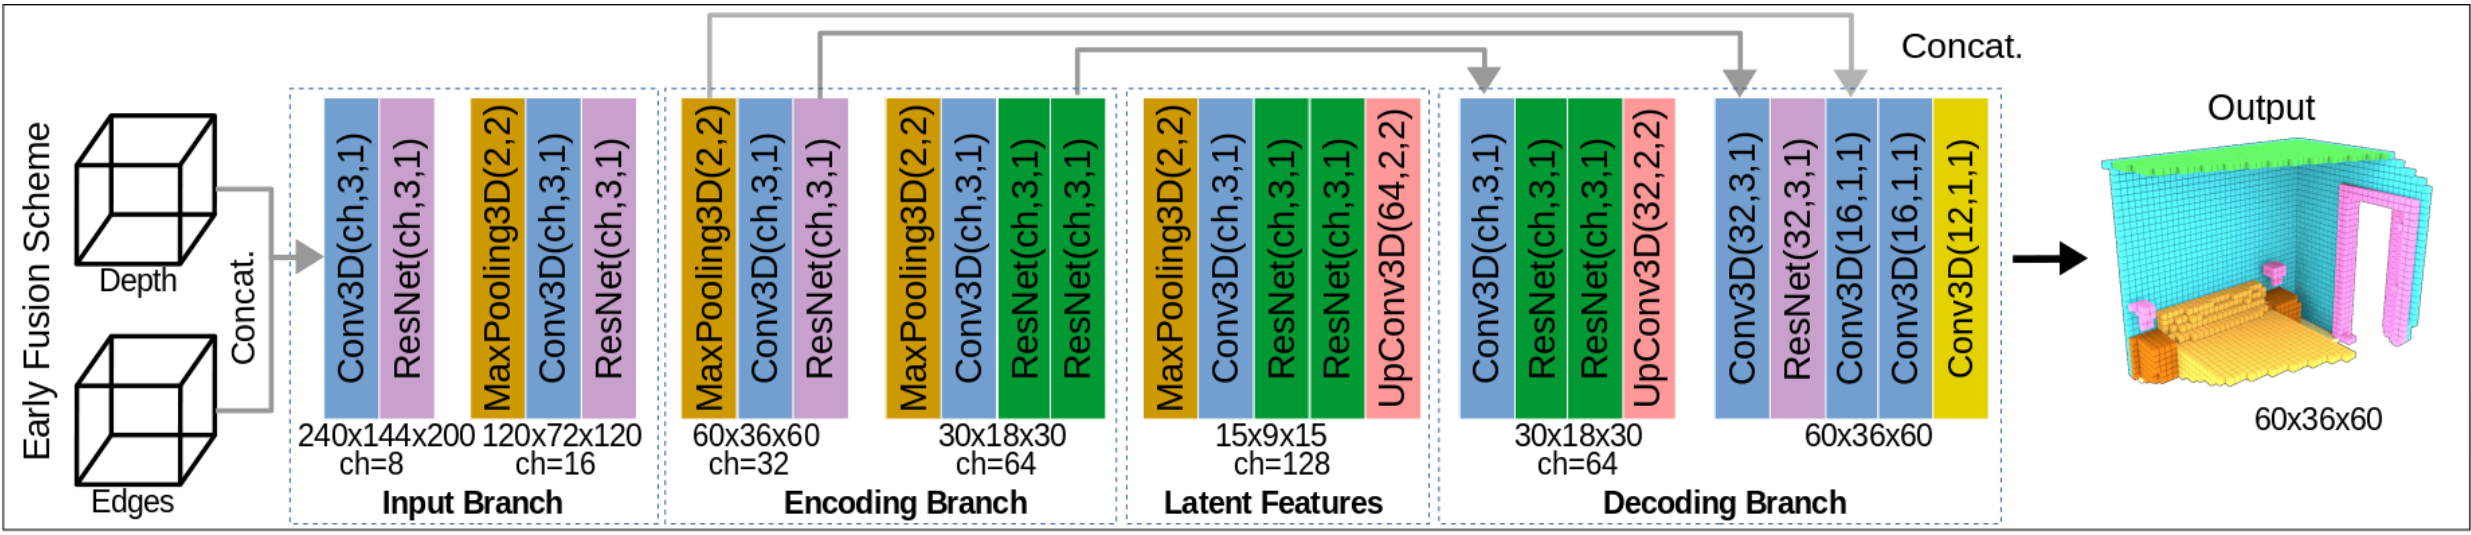 Early Fusion Scheme
Depth
Edges
Concat.
Conv3D(ch,3,1)
ResNet(ch,3,1)
240x144x200
ch=8
MaxPooling3D(2,2)
Conv3D(ch,3,1)
ResNet(ch,3,1)
120x72x120
ch=16
Input Branch
MaxPooling3D(2,2)
Conv3D(ch,3,1)
ResNet(ch,3,1)
60x36x60
ch=32
MaxPooling3D(2,2)
Conv3D(ch,3,1)
ResNet(ch,3,1)
ResNet(ch,3,1)
30x18x30
ch=64
Encoding Branch
MaxPooling3D(2,2)
Conv3D(ch,3,1)
ResNet(ch,3,1)
ResNet(ch,3,1)
UpConv3D(64,2,2)
15x9x15
ch=128
Latent Features
Conv3D(ch,3,1)
ResNet(ch,3,1)
ResNet(ch,3,1)
UpConv3D(32,2,2)
30x18x30
ch=64
Conv3D(32,3,1)
ResNet(32,3,1)
Conv3D(16,1,1)
Conv3D(16,1,1)
Conv3D(12,1,1)
60x36x60
Decoding Branch
Concat.
Output
60x36x60